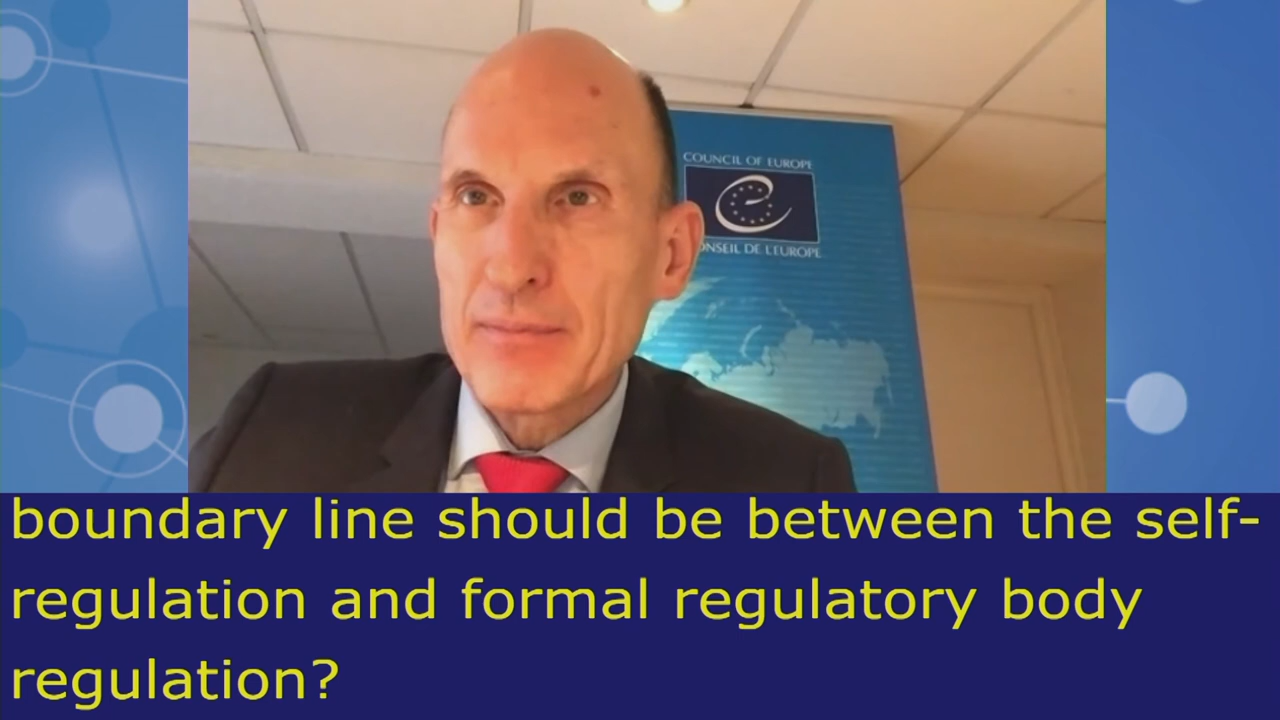 COUNCIL OF EUROPE
ONSEIL DE L'EUROPE
boundary line should be between the self-
regulation and formal regulatory body
regulation?